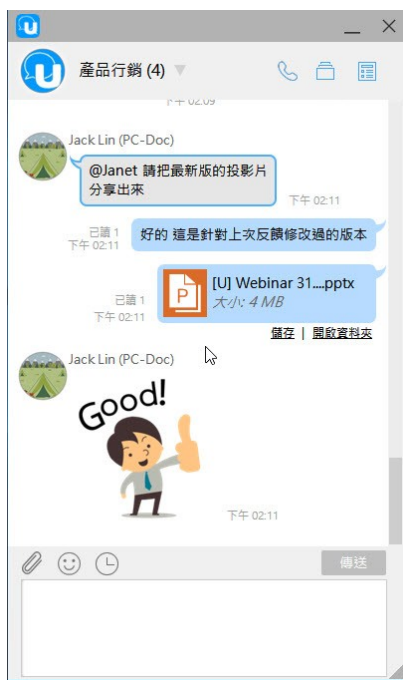 U
U
產品行銷 (4)
下午 02:09
Jack Lin (PC-Doc)
@Janet 請把最新版的投影片
分享出來
下午 02:11
已讀 1
下午 02:11
好的 這是針對上次反饋修改過的版本
P
[U] Webinar 31....pptx
大小: 4 MB
已讀 1
下午 02:11
儲存 | 開啟資料夾
Jack Lin (PC-Doc)
Good!
下午 02:11
傳送